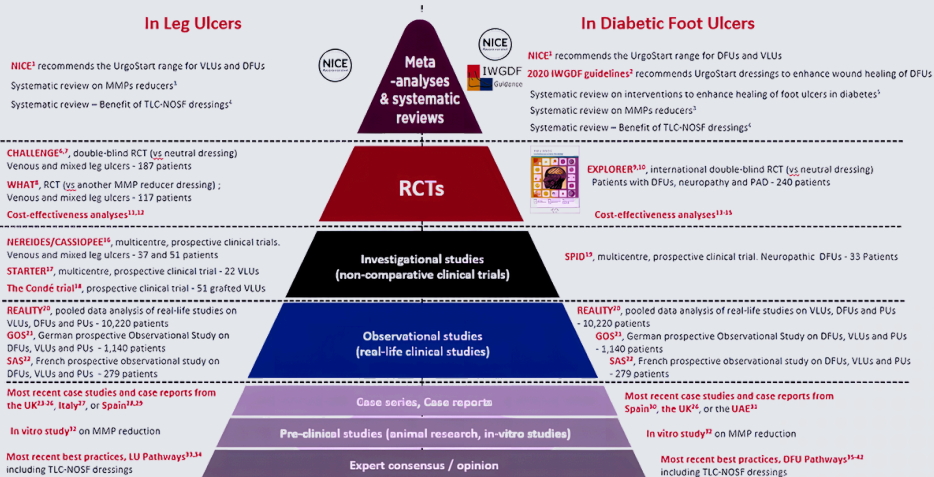 In Leg Ulcers
NICE¹ recommends the UrgoStart range for VLUs and DFUs
Systematic review on MMPs reducers³
Systematic review – Benefit of TLC-NOSF dressings⁴
NICE
Meta
-analyses
& systematic
reviews
NICE
IWGDF
Guidance
In Diabetic Foot Ulcers
NICE¹ recommends the UrgoStart range for DFUs and VLUs
2020 IWGDF guidelines² recommends UrgoStart dressings to enhance wound healing of DFUs
Systematic review on interventions to enhance healing of foot ulcers in diabetes⁵
Systematic review on MMPs reducers³
Systematic review – Benefit of TLC-NOSF dressings⁴
CHALLENGE⁶,⁷, double-blind RCT (vs neutral dressing)
Venous and mixed leg ulcers - 187 patients
WHAT⁸, RCT (vs another MMP reducer dressing) ;
Venous and mixed leg ulcers - 117 patients
Cost-effectiveness analyses¹¹,¹²
RCTs
EXPLORER⁹,¹⁰, international double-blind RCT (vs neutral dressing)
Patients with DFUs, neuropathy and PAD - 240 patients
Cost-effectiveness analyses¹³-¹⁵
NEREIDES/CASSIOPEE¹⁶, multicentre, prospective clinical trials.
Venous and mixed leg ulcers - 37 and 51 patients
STARTER¹⁷, multicentre, prospective clinical trial - 22 VLUs
The Condé trial¹⁸, prospective clinical trial - 51 grafted VLUs
Investigational studies
(non-comparative clinical trials)
SPID¹⁹, multicentre, prospective clinical trial. Neuropathic DFUs - 33 Patients
REALITY²⁰, pooled data analysis of real-life studies on
VLUs, DFUs and PUs - 10,220 patients
GOS²¹, German prospective Observational Study on
DFUs, VLUs and PUs - 1,140 patients
SAS²², French prospective observational study on
DFUs, VLUs and PUs - 279 patients
Observational studies
(real-life clinical studies)
REALITY²⁰, pooled data analysis of real-life studies on VLUs, DFUs and PUs
- 10,220 patients
GOS²¹, German prospective Observational Study on DFUs, VLUs and PUs
- 1,140 patients
SAS²², French prospective observational study on DFUs, VLUs and PUs
- 279 patients
Most recent case studies and case reports from
the UK²³-²⁶, Italy²⁷, or Spain²⁸,²⁹
Case series, Case reports
Most recent case studies and case reports from
Spain³⁰, the UK²⁶, or the UAE³¹
In vitro study³² on MMP reduction
Pre-clinical studies (animal research, in-vitro studies)
In vitro study³² on MMP reduction
Most recent best practices, LU Pathways³³,³⁴
including TLC-NOSF dressings
Expert consensus / opinion
Most recent best practices, DFU Pathways³⁵-⁴²
including TLC-NOSF dressings